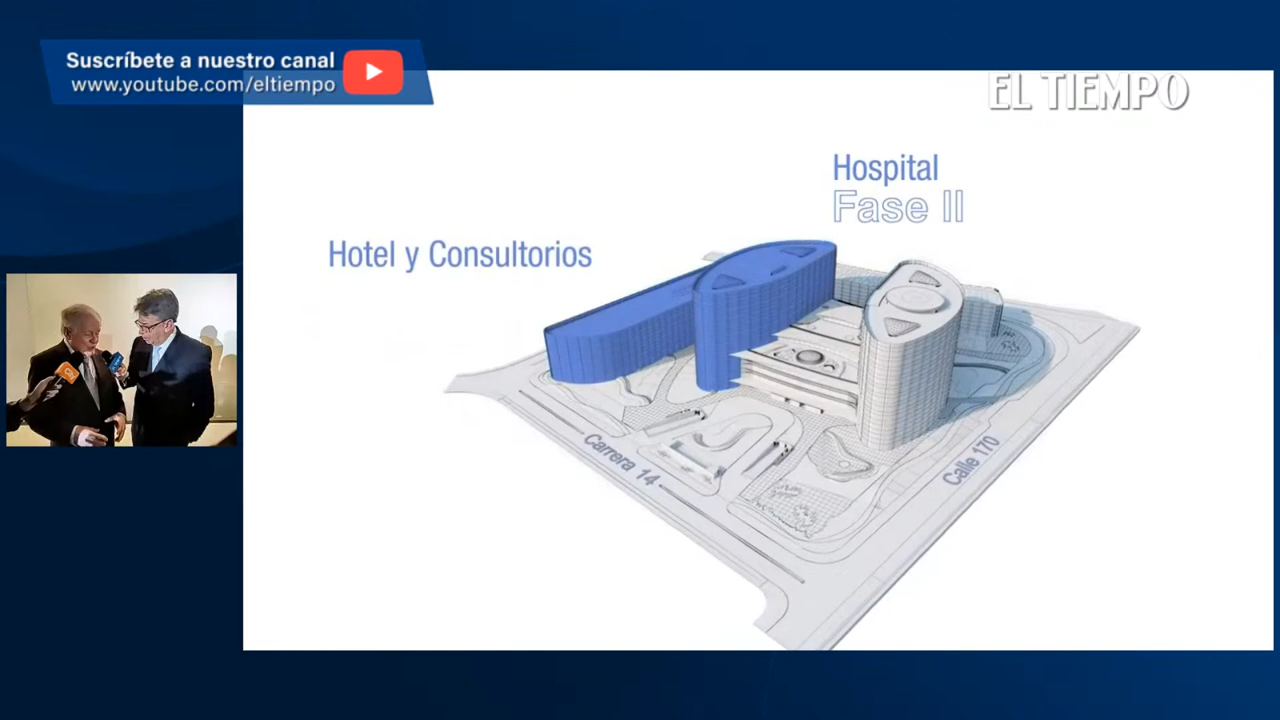 Suscríbete a nuestro canal
www.youtube.com/eltiempo
EL TIEMPO
Hospital
Fase II
Hotel y Consultorios
Carrera 14
Calle 170